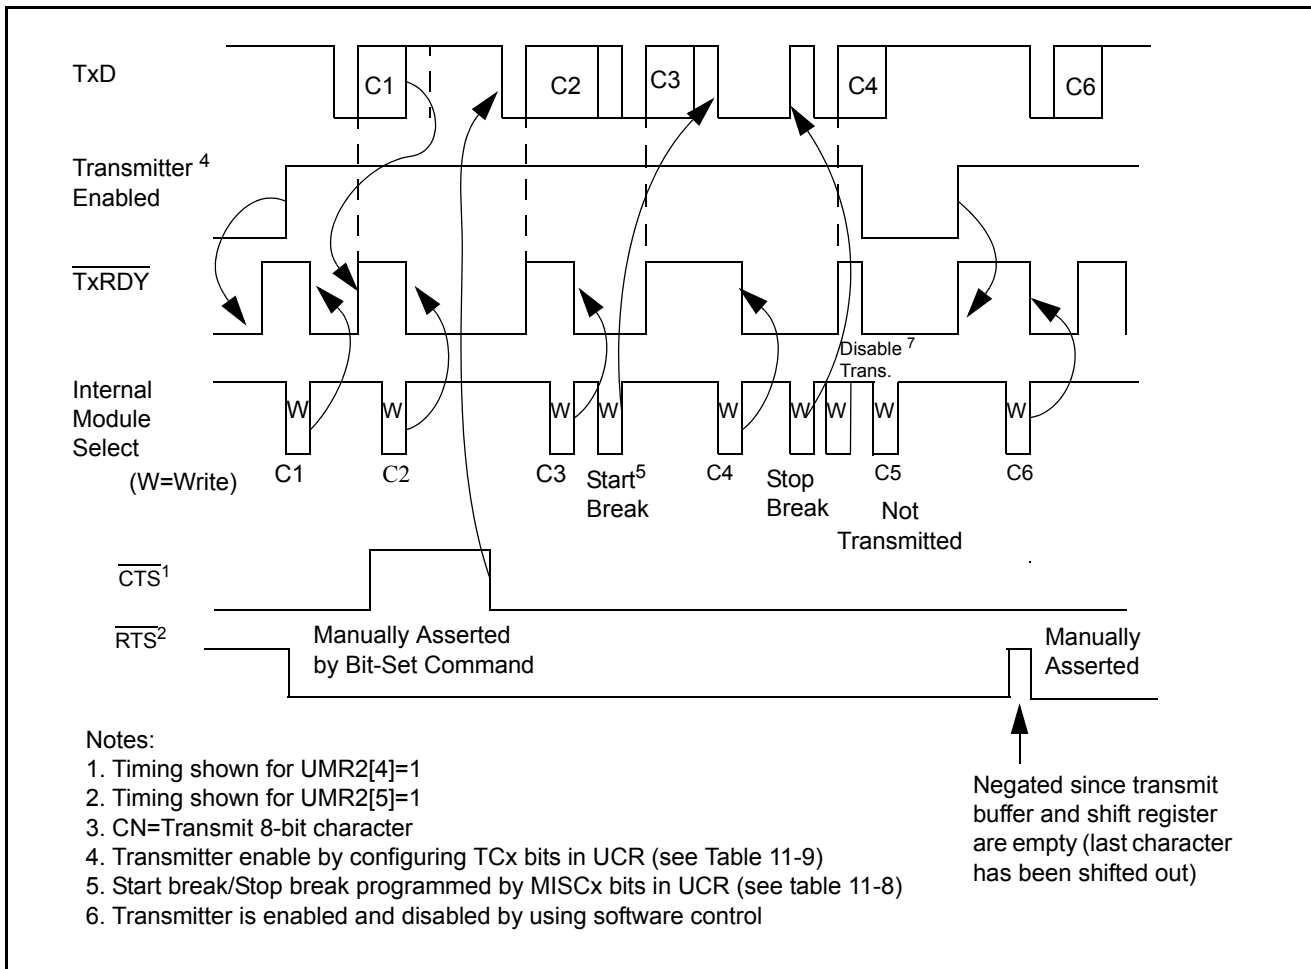 TxD
C1
C2
C3
C4
C6
Transmitter 4
Enabled
TxRDY
Disable 7
Trans.
Internal
Module
Select
(W=Write)
W
W
W
W
W
W
W
W
W
C1
C2
C3
Start5
Break
C4
Stop
Break
C5
Not
Transmitted
C6
CTS1
RTS2
Manually Asserted
by Bit-Set Command
Manually
Asserted
Notes:
1. Timing shown for UMR2[4]=1
2. Timing shown for UMR2[5]=1
3. CN=Transmit 8-bit character
4. Transmitter enable by configuring TCx bits in UCR (see Table 11-9)
5. Start break/Stop break programmed by MISCx bits in UCR (see table 11-8)
6. Transmitter is enabled and disabled by using software control
Negated since transmit
buffer and shift register
are empty (last character
has been shifted out)